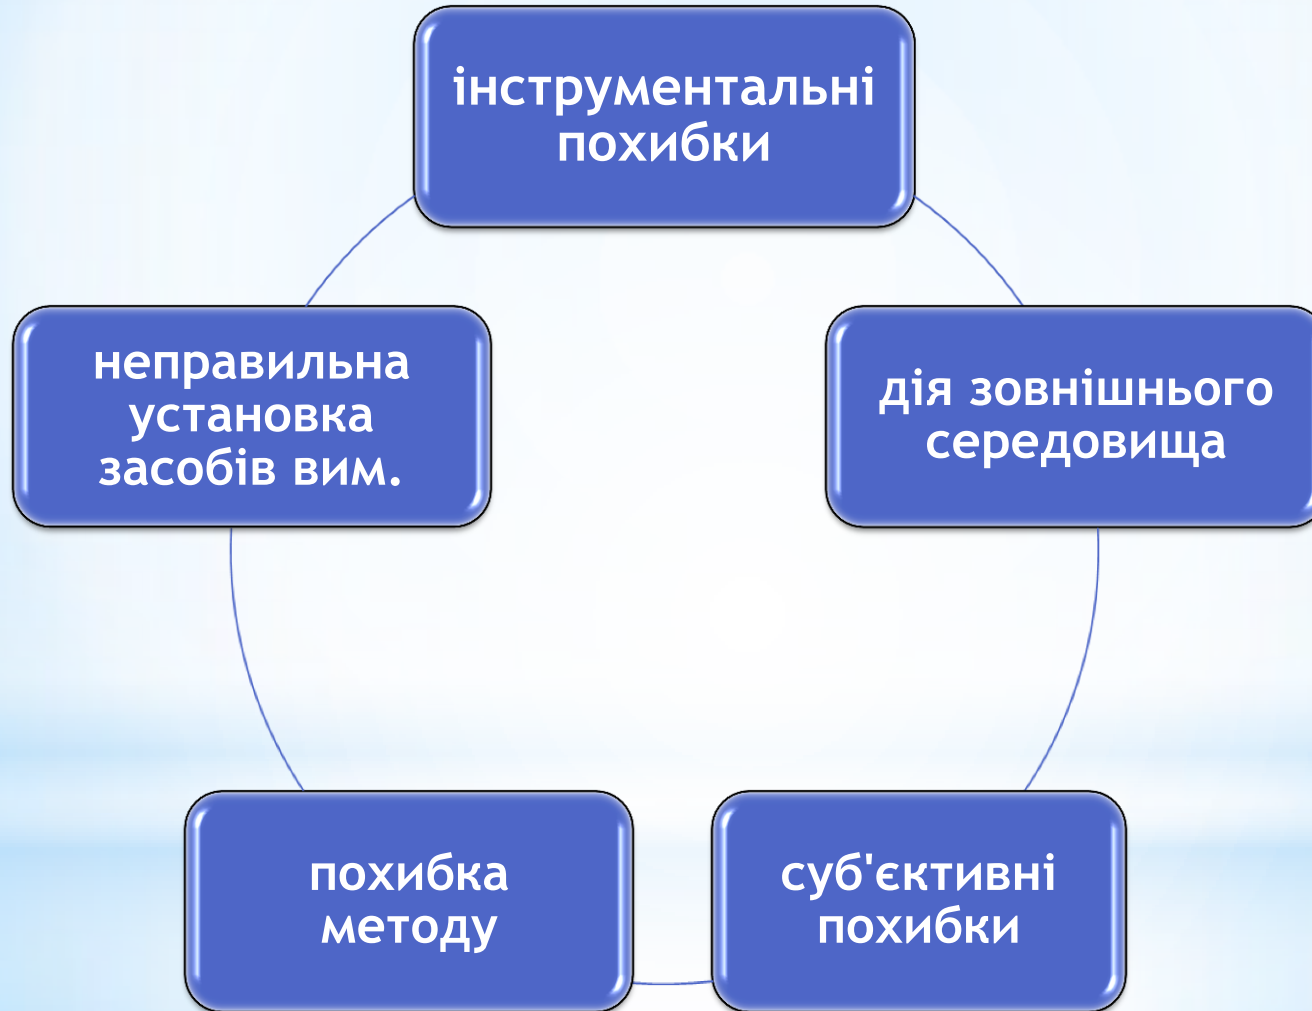 інструментальні
похибки
неправильна
установка
засобів вим.
дія зовнішнього
середовища
похибка
методу
суб'єктивні
похибки